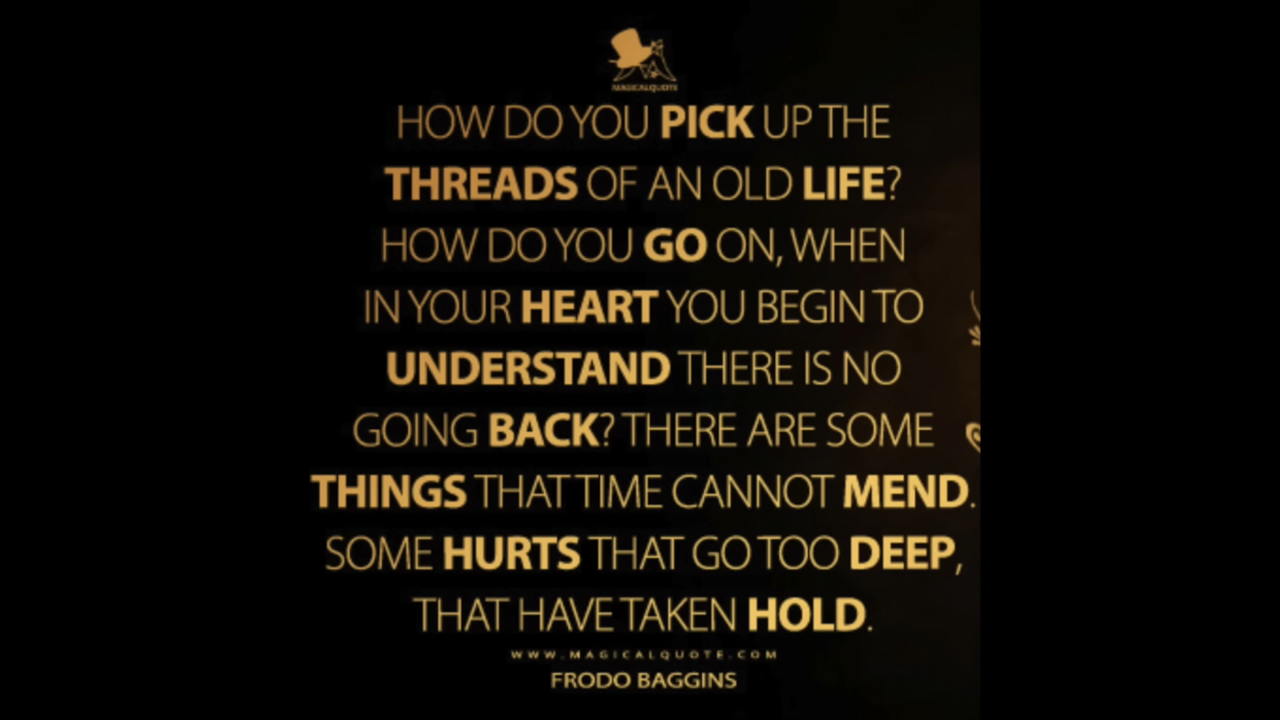 MAGICALQUOTE
HOW DO YOU PICK UP THE
THREADS OF AN OLD LIFE?
HOW DO YOU GO ON, WHEN
IN YOUR HEART YOU BEGIN TO
UNDERSTAND THERE IS NO
GOING BACK? THERE ARE SOME
THINGS THAT TIME CANNOT MEND.
SOME HURTS THAT GO TOO DEEP,
THAT HAVE TAKEN HOLD.
WWW.MAGICALQUOTE.COM
FRODO BAGGINS